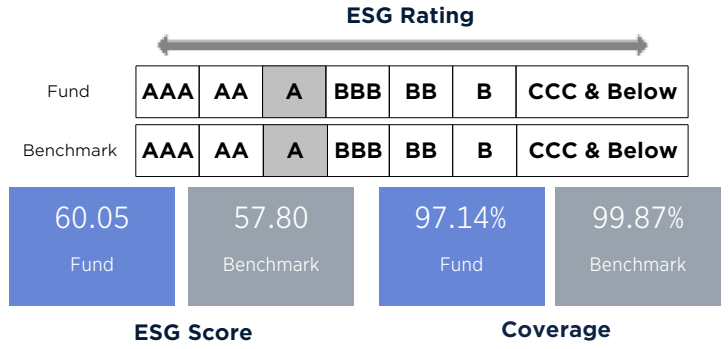 ESG Rating
Fund AAA AA A BBB BB B CCC & Below
Benchmark AAA AA A BBB BB B CCC & Below
60.05 57.80 97.14% 99.87%
Fund Benchmark Fund Benchmark
ESG Score Coverage